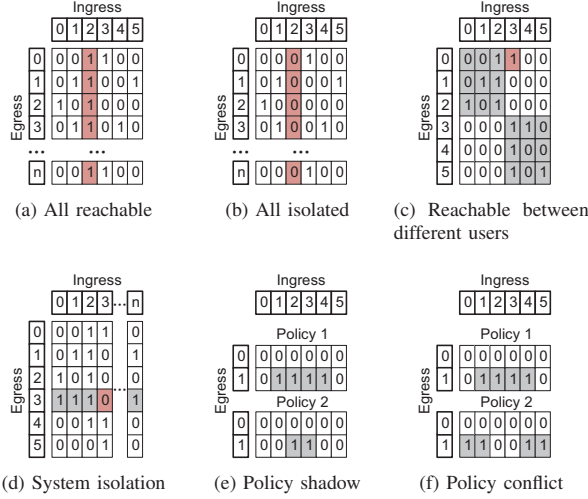 Ingress
0 1 2 3 4 5
Egress
0 0 0 1 1 0 0
1 0 1 1 0 0 1
2 1 0 1 0 0 0
3 0 1 1 0 1 0
... ...
n 0 0 1 1 0 0
(a) All reachable
Ingress
0 1 2 3 4 5
Egress
0 0 0 0 1 0 0
1 0 1 0 0 0 1
2 1 0 0 0 0 0
3 0 1 0 0 1 0
... ...
n 0 0 0 1 0 0
(b) All isolated
Ingress
0 1 2 3 4 5
Egress
0 0 0 1 1 0 0
1 0 1 1 0 0 0
2 1 0 1 0 0 0
3 0 0 0 1 1 0
4 0 0 0 1 0 0
5 0 0 0 1 0 1
(c) Reachable between
different users
Ingress
0 1 2 3 ... n
Egress
0 0 0 1 1 0
1 0 1 1 0 1
2 1 0 1 0 0
...
3 1 1 1 0 1
4 0 0 0 1 0
5 0 0 0 1 0
(d) System isolation
Ingress
0 1 2 3 4 5
Egress
Policy 1
0 0 0 0 0 0 0
1 0 1 1 1 1 0
Policy 2
0 0 0 0 0 0 0
1 0 0 1 1 0 0
(e) Policy shadow
Ingress
0 1 2 3 4 5
Egress
Policy 1
0 0 0 0 0 0 0
1 0 1 1 1 1 0
Policy 2
0 0 0 0 0 0 0
1 1 1 0 0 1 1
(f) Policy conflict